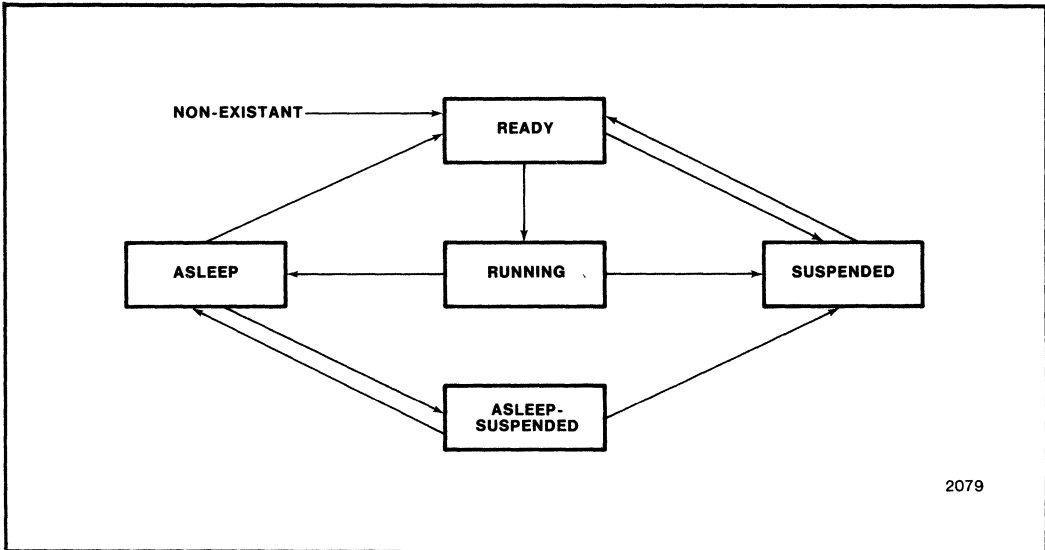 NON-EXISTANT
READY
ASLEEP
RUNNING
SUSPENDED
ASLEEP-
SUSPENDED
2079